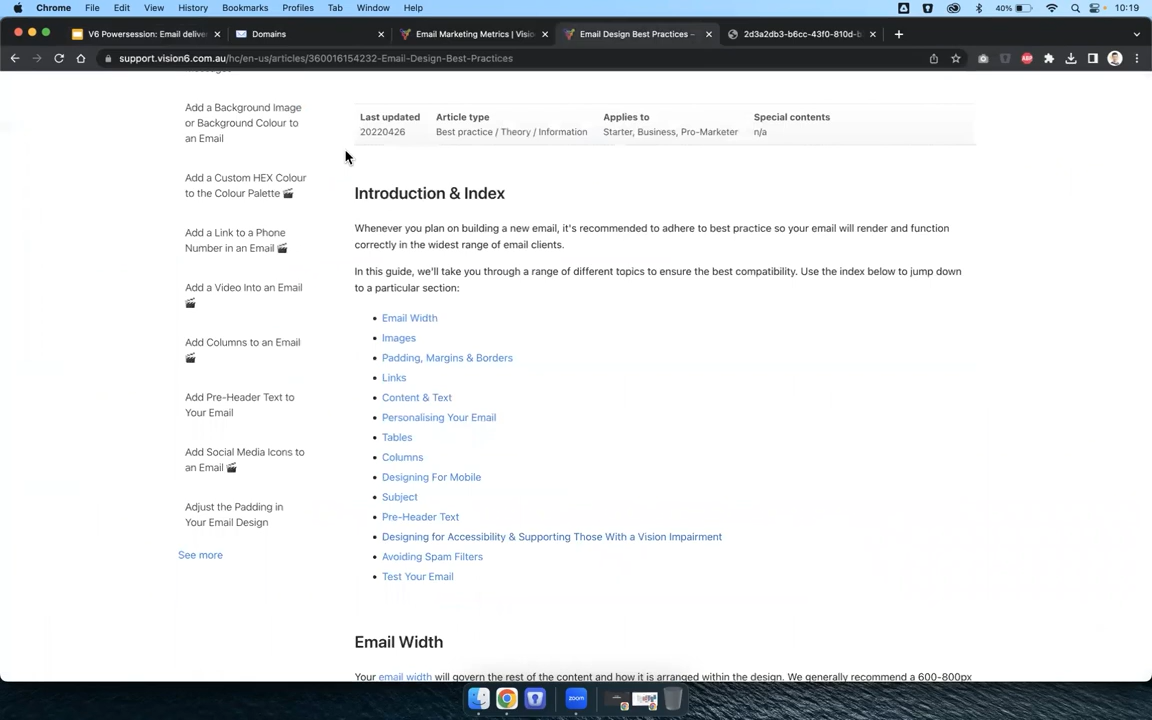 Chrome File Edit View History Bookmarks Profiles Tab Window Help 40% 10:19
V6 Powersession: Email deliver Domains Email Marketing Metrics | Visio Email Design Best Practices – 2d3a2db3-b6cc-43f0-810d-b
support.vision6.com.au/hc/en-us/articles/360016154232-Email-Design-Best-Practices
ABP
Add a Background Image
or Background Colour to
an Email
Add a Custom HEX Colour
to the Colour Palette
Add a Link to a Phone
Number in an Email
Add a Video Into an Email
Add Columns to an Email
Add Pre-Header Text to
Your Email
Add Social Media Icons to
an Email
Adjust the Padding in
Your Email Design
See more
Last updated Article type Applies to Special contents
20220426 Best practice / Theory / Information Starter, Business, Pro-Marketer n/a
Introduction & Index
Whenever you plan on building a new email, it's recommended to adhere to best practice so your email will render and function
correctly in the widest range of email clients.
In this guide, we'll take you through a range of different topics to ensure the best compatibility. Use the index below to jump down
to a particular section:
• Email Width
• Images
• Padding, Margins & Borders
• Links
• Content & Text
• Personalising Your Email
• Tables
• Columns
• Designing For Mobile
• Subject
• Pre-Header Text
• Designing for Accessibility & Supporting Those With a Vision Impairment
• Avoiding Spam Filters
• Test Your Email
Email Width
Your email width will govern the rest of the content and how it is arranged within the design. We generally recommend a 600-800px
zoom